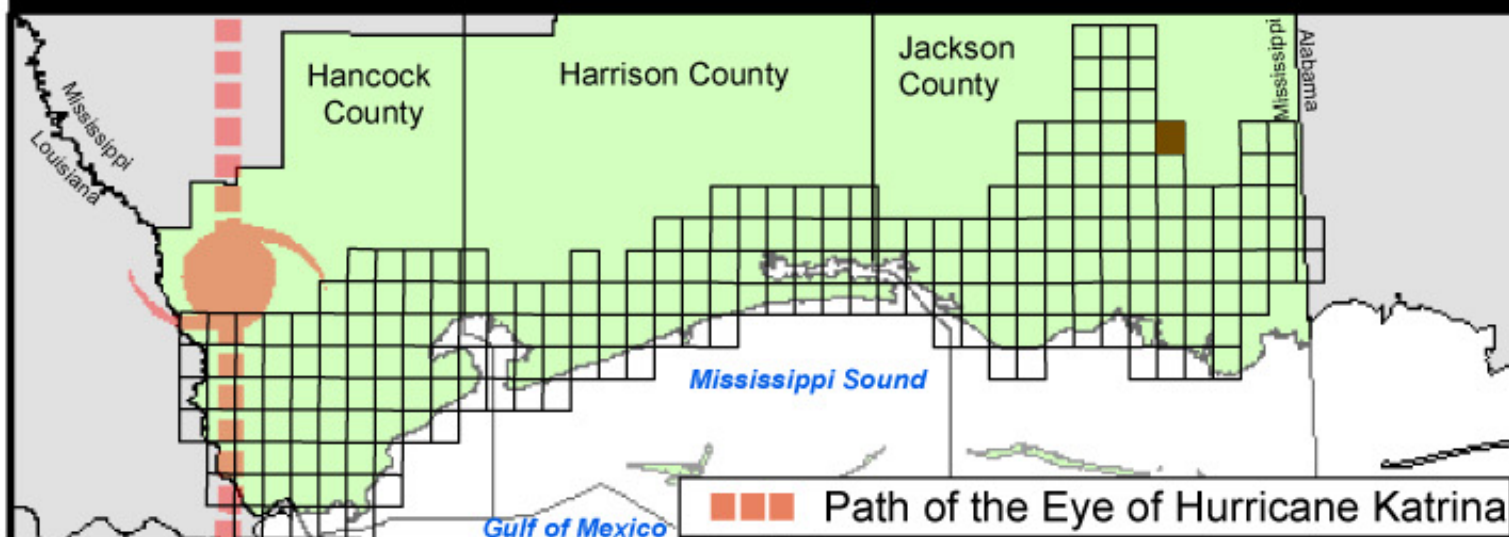 Mississippi
Louisiana
Hancock
County
Harrison County
Jackson
County
Mississippi
Alabama
Mississippi Sound
Gulf of Mexico
Path of the Eye of Hurricane Katrina